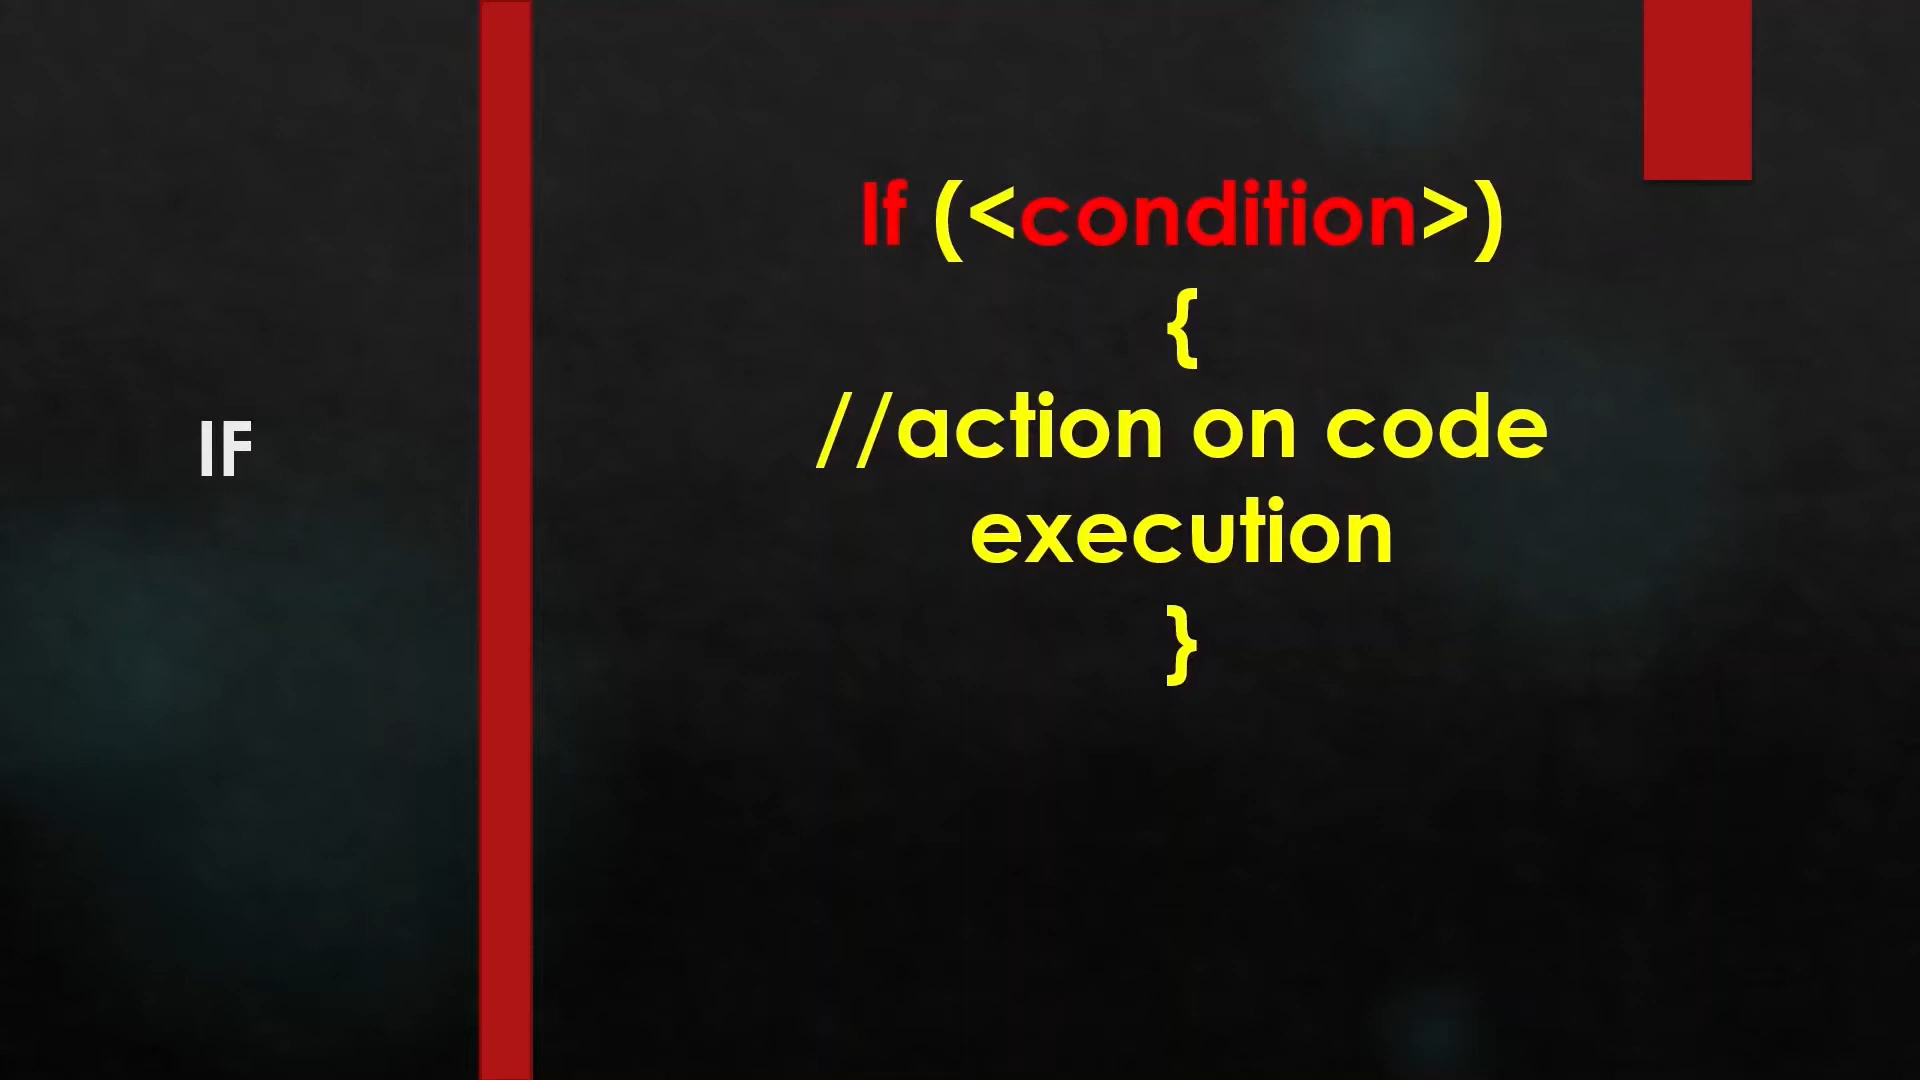 IF
If (<condition>)
{
//action on code
execution
}